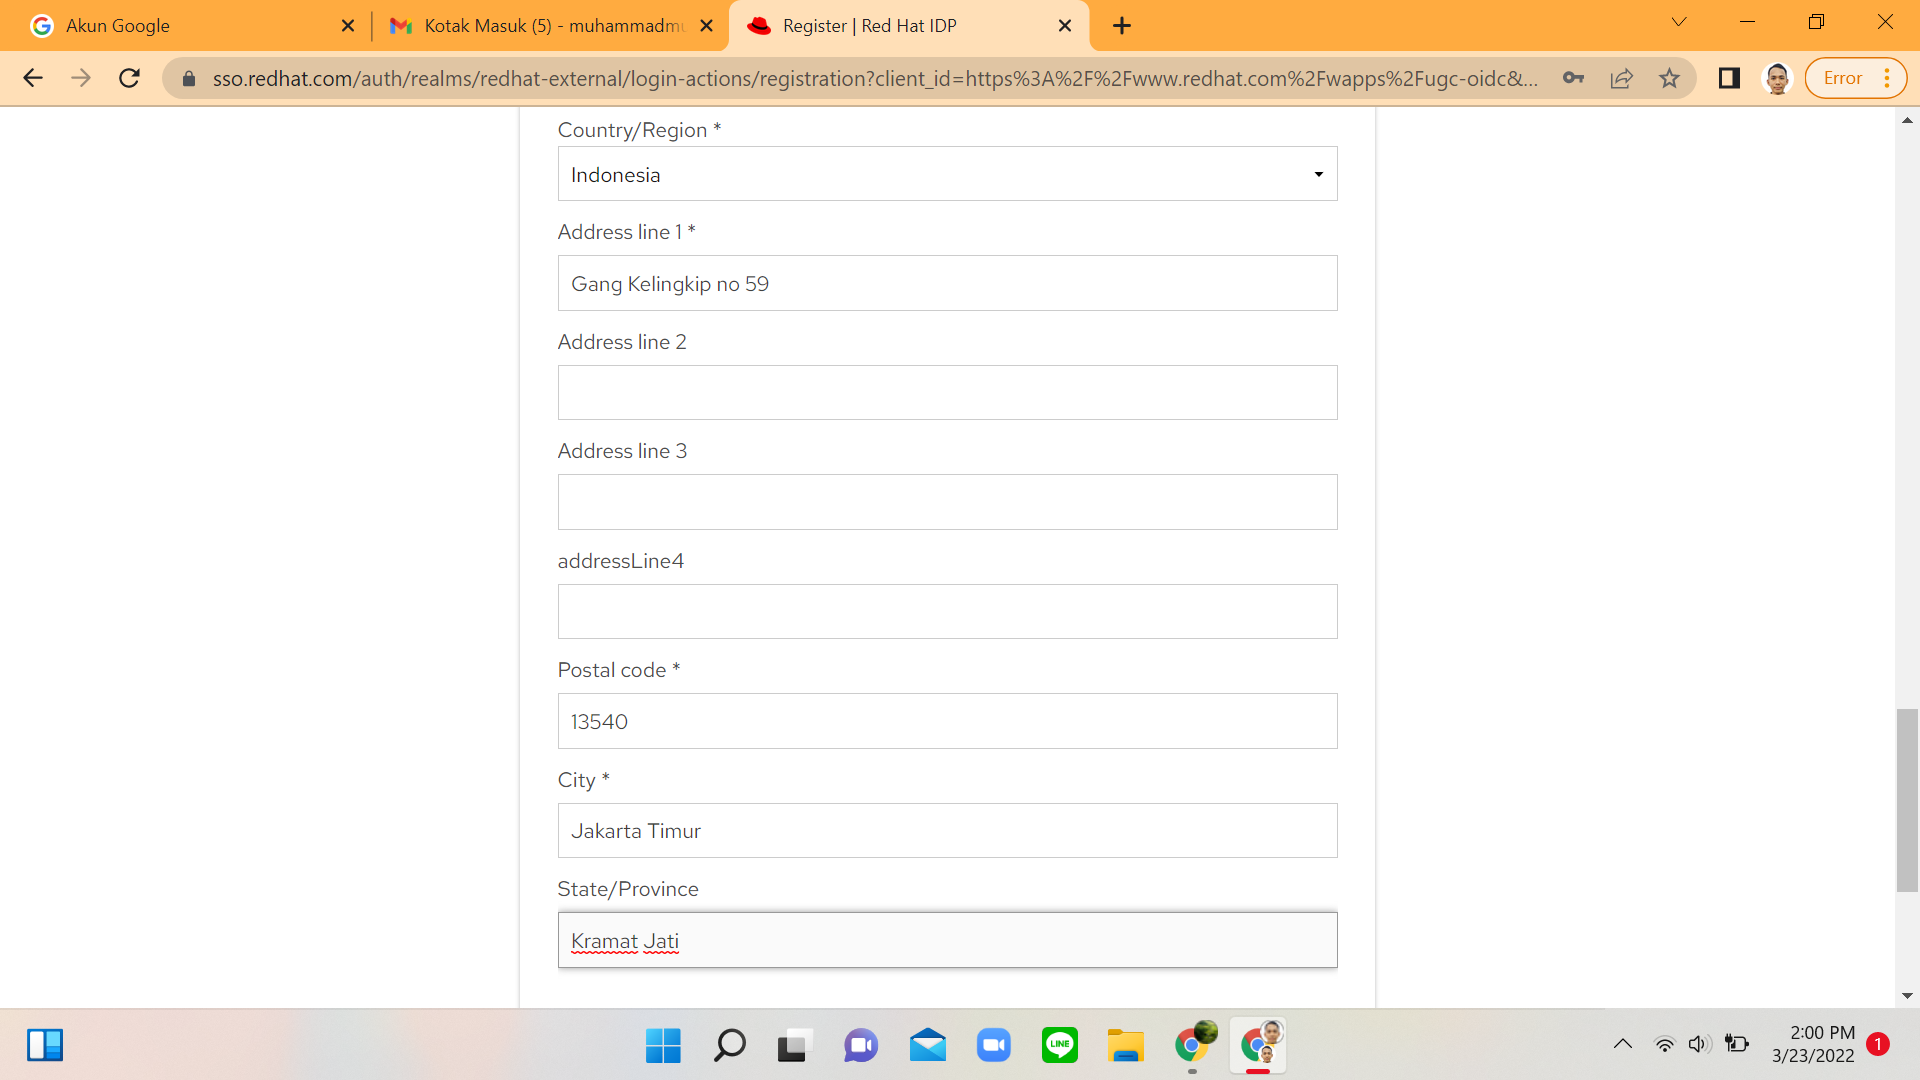 Akun Google
Kotak Masuk (5) - muhammadmu
Register | Red Hat IDP
sso.redhat.com/auth/realms/redhat-external/login-actions/registration?client_id=https%3A%2F%2Fwww.redhat.com%2Fwapps%2Fugc-oidc&...
Error
Country/Region *
Indonesia
Address line 1 *
Gang Kelingkip no 59
Address line 2
Address line 3
addressLine4
Postal code *
13540
City *
Jakarta Timur
State/Province
Kramat Jati
LINE
2:00 PM
3/23/2022
1